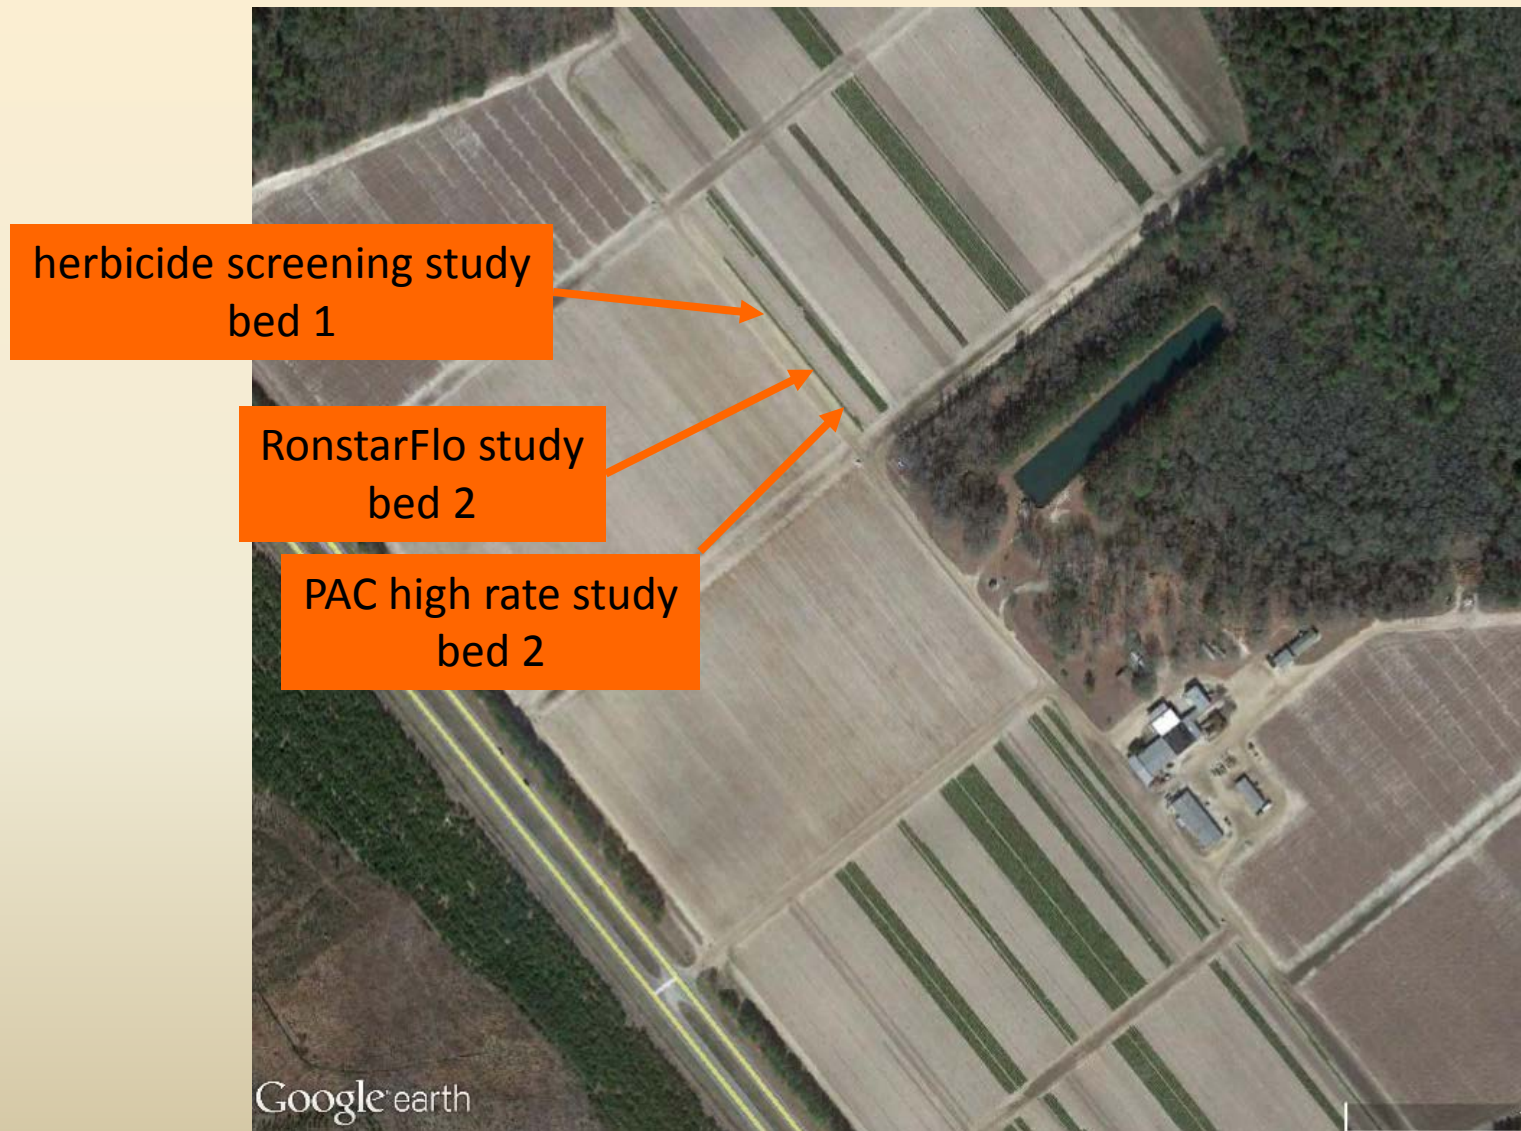 herbicide screening study
bed 1
RonstarFlo study
bed 2
PAC high rate study
bed 2
Google earth